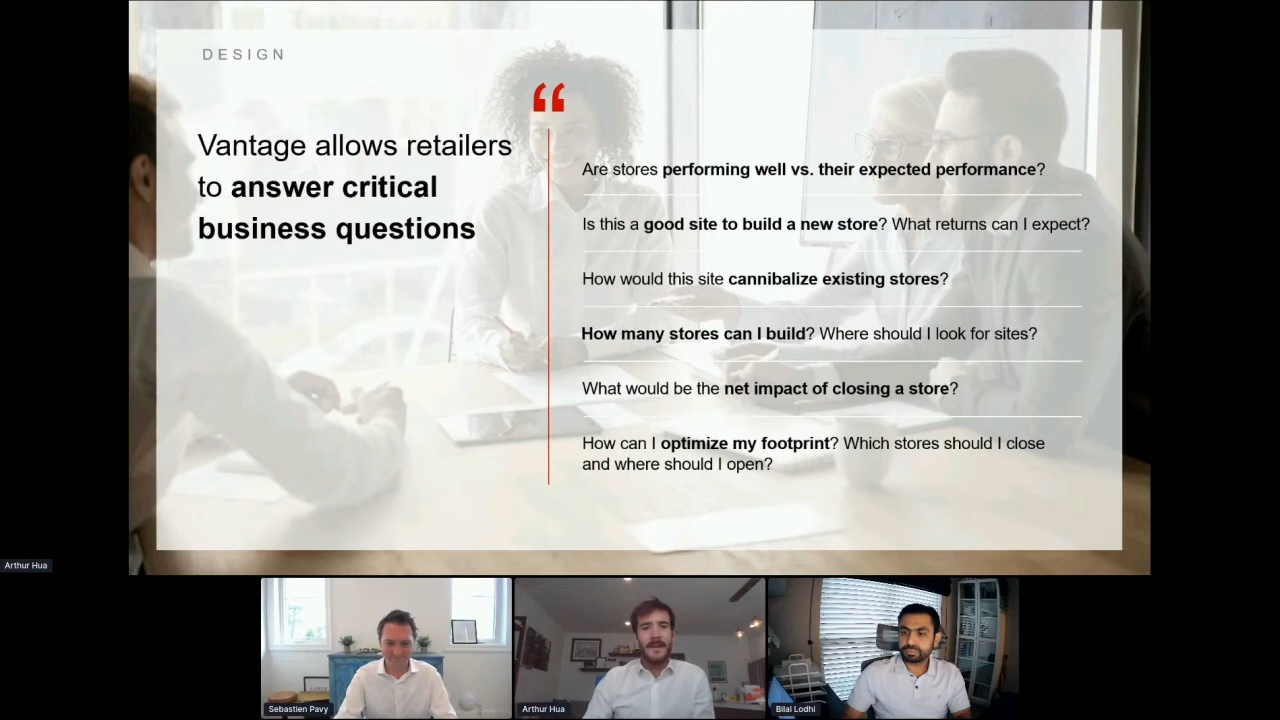 DESIGN
“
Vantage allows retailers
to answer critical
business questions
Are stores performing well vs. their expected performance?
Is this a good site to build a new store? What returns can I expect?
How would this site cannibalize existing stores?
How many stores can I build? Where should I look for sites?
What would be the net impact of closing a store?
How can I optimize my footprint? Which stores should I close
and where should I open?
Arthur Hua
Sebastien Pavy
Arthur Hua
Bilal Lodhi